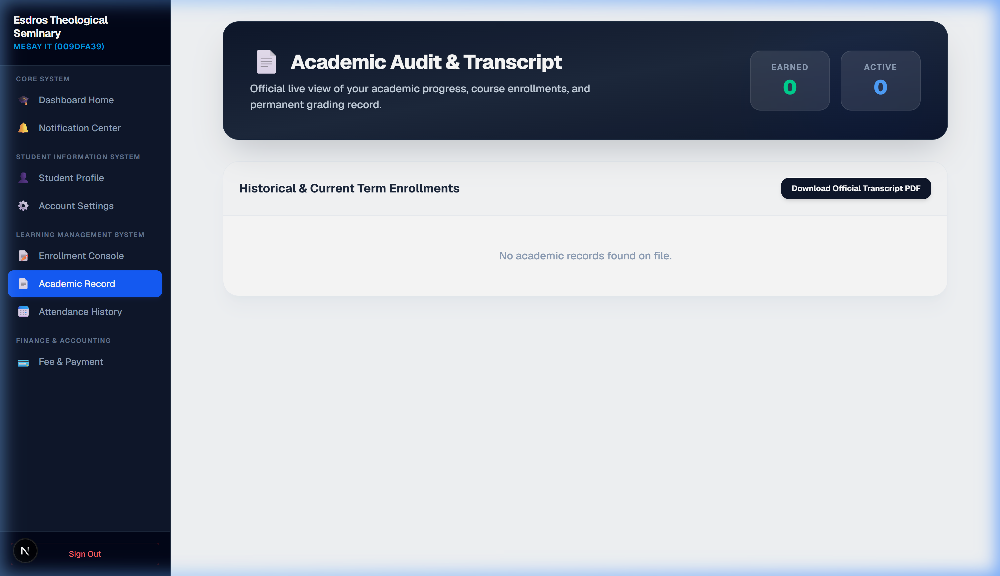 Esdros Theological
Seminary
MESAY IT (009DFA39)
CORE SYSTEM
Dashboard Home
Notification Center
STUDENT INFORMATION SYSTEM
Student Profile
Account Settings
LEARNING MANAGEMENT SYSTEM
Enrollment Console
Academic Record
Attendance History
FINANCE & ACCOUNTING
Fee & Payment
N
Sign Out
Academic Audit & Transcript
Official live view of your academic progress, course enrollments, and
permanent grading record.
EARNED
0
ACTIVE
0
Historical & Current Term Enrollments
Download Official Transcript PDF
No academic records found on file.